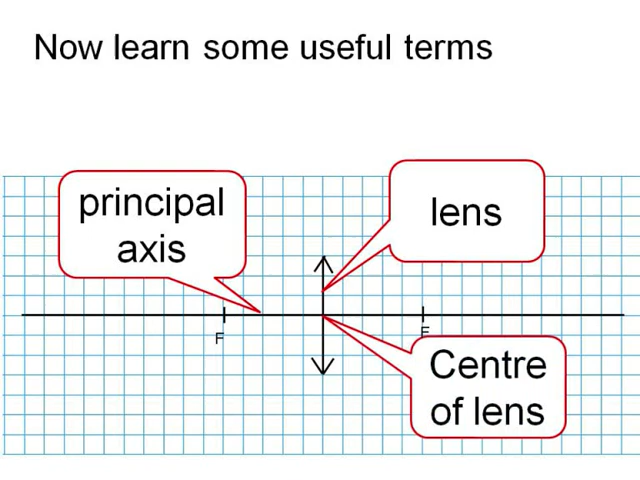 Now learn some useful terms
principal
axis
lens
F
F
Centre
of lens